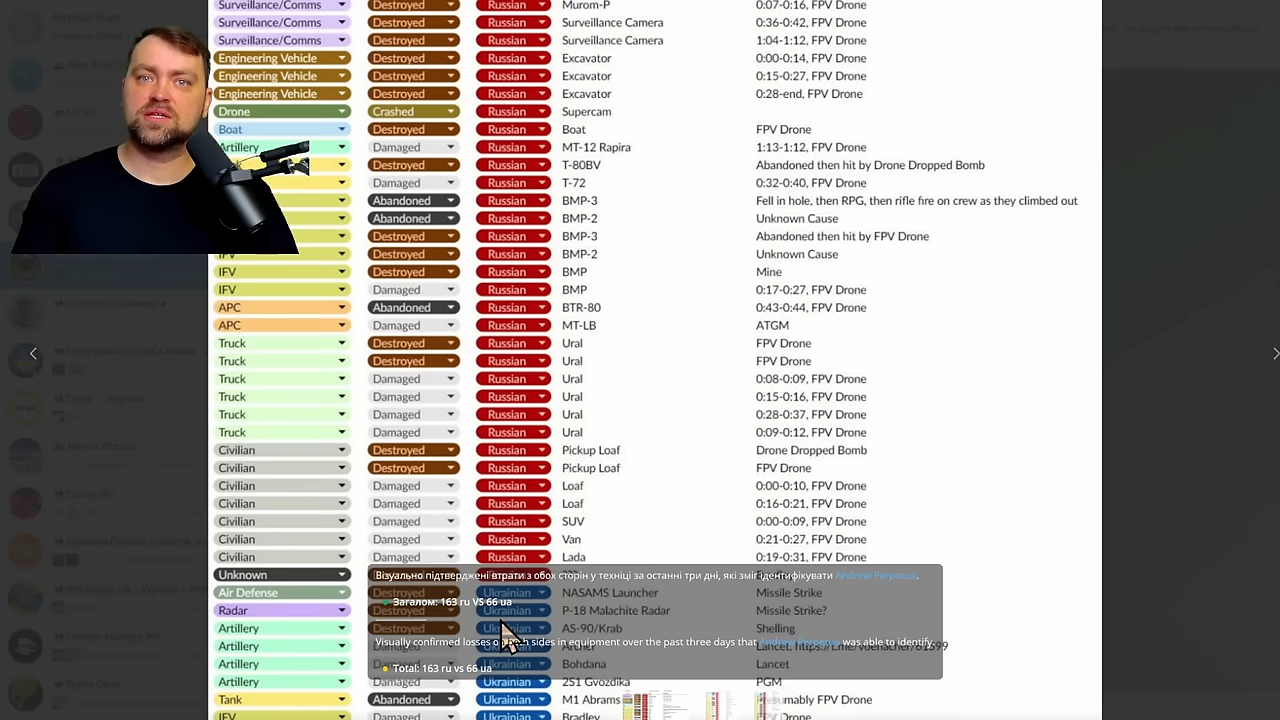 Surveillance/Comms Destroyed Russian Murom-P 0:07-0:16, FPV Drone
Surveillance/Comms Destroyed Russian Surveillance Camera 0:36-0:42, FPV Drone
Surveillance/Comms Destroyed Russian Surveillance Camera 1:04-1:12, FPV Drone
Engineering Vehicle Destroyed Russian Excavator 0:00-0:14, FPV Drone
Engineering Vehicle Destroyed Russian Excavator 0:15-0:27, FPV Drone
Engineering Vehicle Destroyed Russian Excavator 0:28-end, FPV Drone
Drone Crashed Russian Supercam
Boat Destroyed Russian Boat FPV Drone
Artillery Damaged Russian MT-12 Rapira 1:13-1:12, FPV Drone
Destroyed Russian T-80BV Abandoned then hit by Drone Dropped Bomb
Damaged Russian T-72 0:32-0:40, FPV Drone
Abandoned Russian BMP-3 Fell in hole, then RPG, then rifle fire on crew as they climbed out
Abandoned Russian BMP-2 Unknown Cause
Destroyed Russian BMP-3 Abandoned then hit by FPV Drone
IFV Destroyed Russian BMP-2 Unknown Cause
IFV Destroyed Russian BMP Mine
IFV Damaged Russian BMP 0:17-0:27, FPV Drone
APC Abandoned Russian BTR-80 0:43-0:44, FPV Drone
APC Damaged Russian MT-LB ATGM
Truck Destroyed Russian Ural FPV Drone
Truck Destroyed Russian Ural FPV Drone
Truck Damaged Russian Ural 0:08-0:09, FPV Drone
Truck Damaged Russian Ural 0:15-0:16, FPV Drone
Truck Damaged Russian Ural 0:28-0:37, FPV Drone
Truck Damaged Russian Ural 0:09-0:12, FPV Drone
Civilian Destroyed Russian Pickup Loaf Drone Dropped Bomb
Civilian Destroyed Russian Pickup Loaf FPV Drone
Civilian Damaged Russian Loaf 0:00-0:10, FPV Drone
Civilian Damaged Russian Loaf 0:16-0:21, FPV Drone
Civilian Damaged Russian SUV 0:00-0:09, FPV Drone
Civilian Damaged Russian Van 0:21-0:27, FPV Drone
Civilian Damaged Russian Lada 0:19-0:31, FPV Drone
Unknown
Візуально підтверджені втрати з обох сторін у техніці за останні три дні, які зміг ідентифікувати Andrew Perpetua.
Air Defense Ukrainian NASAMS Launcher Missile Strike
Загалом: 163 ru VS 66 ua
Radar Ukrainian P-18 Malachite Radar Missile Strike?
Artillery Ukrainian AS-90/Krab Shelling
Visually confirmed losses on both sides in equipment over the past three days that Andrew Perpetua was able to identify.
Artillery Archer Lancet,
Artillery Ukrainian Bohdana Lancet
Total: 163 ru vs 66 ua
Artillery Damaged Ukrainian 2S1 Gvozdika PGM
Tank Abandoned Ukrainian M1 Abrams FPV Drone
IFV Damaged Ukrainian Bradley Drone